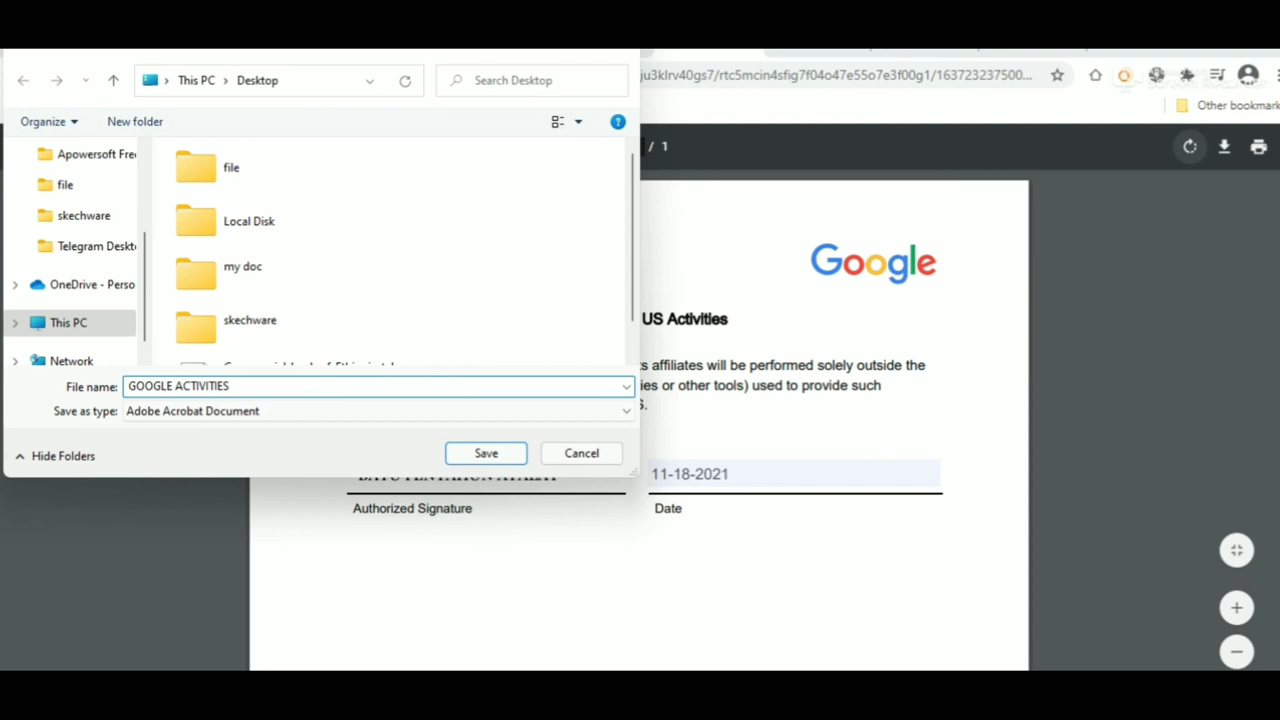 This PC > Desktop
Search Desktop
ju3klrv40gs7/rtc5mcin4sfig7f04o47e55o7e3f00g1/163723237500...
Other bookmark
Organize
New folder
/ 1
Apowersoft Free
file
skechware
Telegram Deskt
OneDrive - Perso
This PC
Network
file
Local Disk
my doc
skechware
Google
US Activities
s affiliates will be performed solely outside the
ies or other tools) used to provide such
S.
File name: GOOGLE ACTIVITIES
Save as type: Adobe Acrobat Document
Hide Folders
Save
Cancel
11-18-2021
Authorized Signature
Date